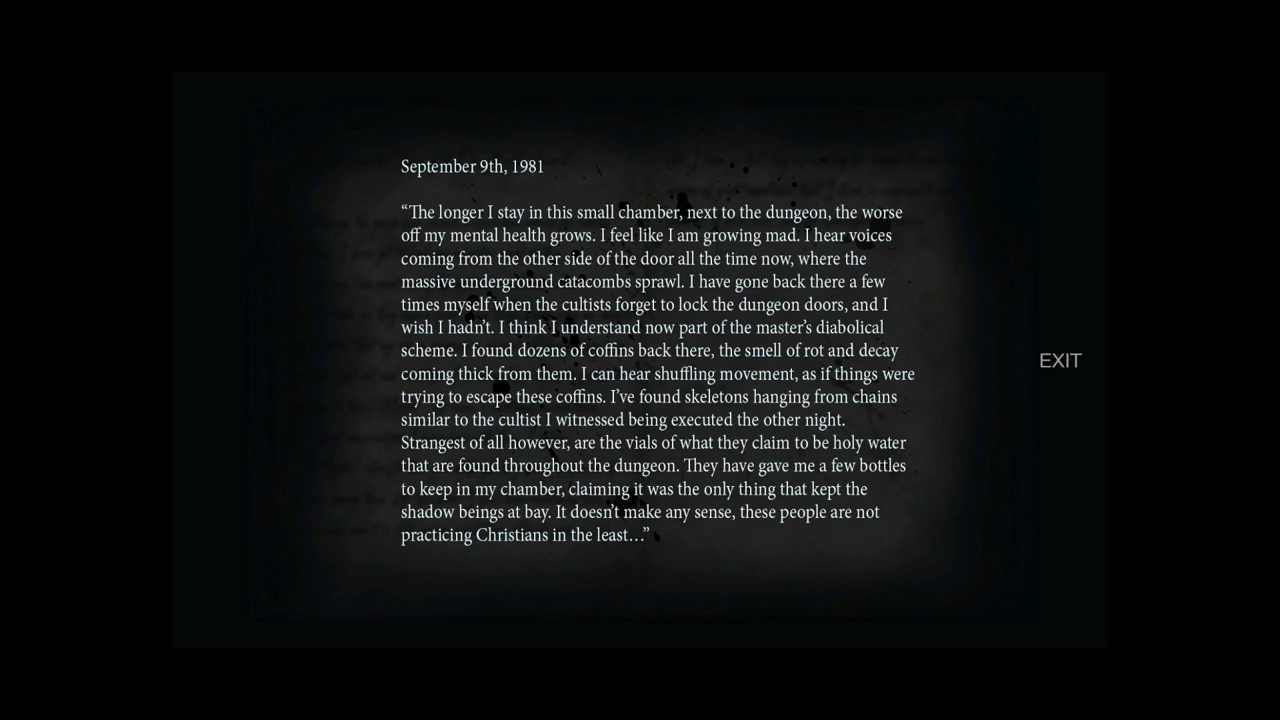 September 9th, 1981
“The longer I stay in this small chamber, next to the dungeon, the worse
off my mental health grows. I feel like I am growing mad. I hear voices
coming from the other side of the door all the time now, where the
massive underground catacombs sprawl. I have gone back there a few
times myself when the cultists forget to lock the dungeon doors, and I
wish I hadn’t. I think I understand now part of the master’s diabolical
scheme. I found dozens of coffins back there, the smell of rot and decay
coming thick from them. I can hear shuffling movement, as if things were
trying to escape these coffins. I’ve found skeletons hanging from chains
similar to the cultist I witnessed being executed the other night.
Strangest of all however, are the vials of what they claim to be holy water
that are found throughout the dungeon. They have gave me a few bottles
to keep in my chamber, claiming it was the only thing that kept the
shadow beings at bay. It doesn’t make any sense, these people are not
practicing Christians in the least…”
EXIT